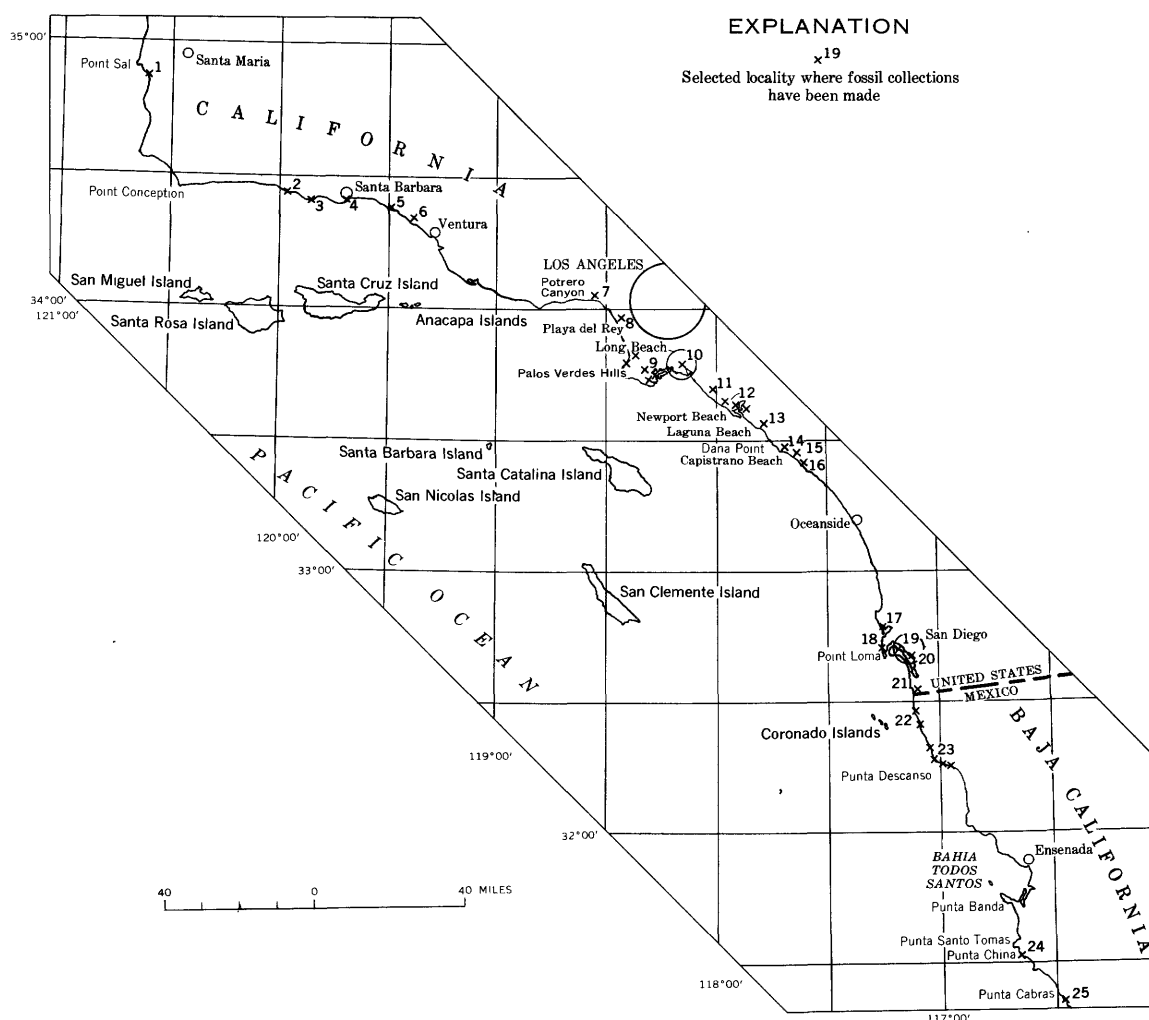 EXPLANATION
×19
Selected locality where fossil collections
have been made
35°00'
Point Sal
1
Santa Maria
CALIFORNIA
Point Conception
2
3
Santa Barbara
4
5
6
Ventura
LOS ANGELES
San Miguel Island
Santa Cruz Island
Potrero
Canyon
7
34°00'
121°00'
Santa Rosa Island
Anacapa Islands
8
Playa del Rey
Long Beach
10
9
Palos Verdes Hills
11
12
Newport Beach
13
Laguna Beach
14
15
Dana Point
Capistrano Beach
16
Santa Barbara Island
Santa Catalina Island
San Nicolas Island
PACIFIC OCEAN
Oceanside
120°00'
33°00'
San Clemente Island
17
18
19
San Diego
Point Loma
20
21
UNITED STATES
MEXICO
22
Coronado Islands
BAJA CALIFORNIA
23
Punta Descanso
119°00'
32°00'
Ensenada
BAHIA
TODOS
SANTOS
40 0 40 MILES
Punta Banda
Punta Santo Tomas
24
Punta China
118°00'
Punta Cabras
25
117°00'